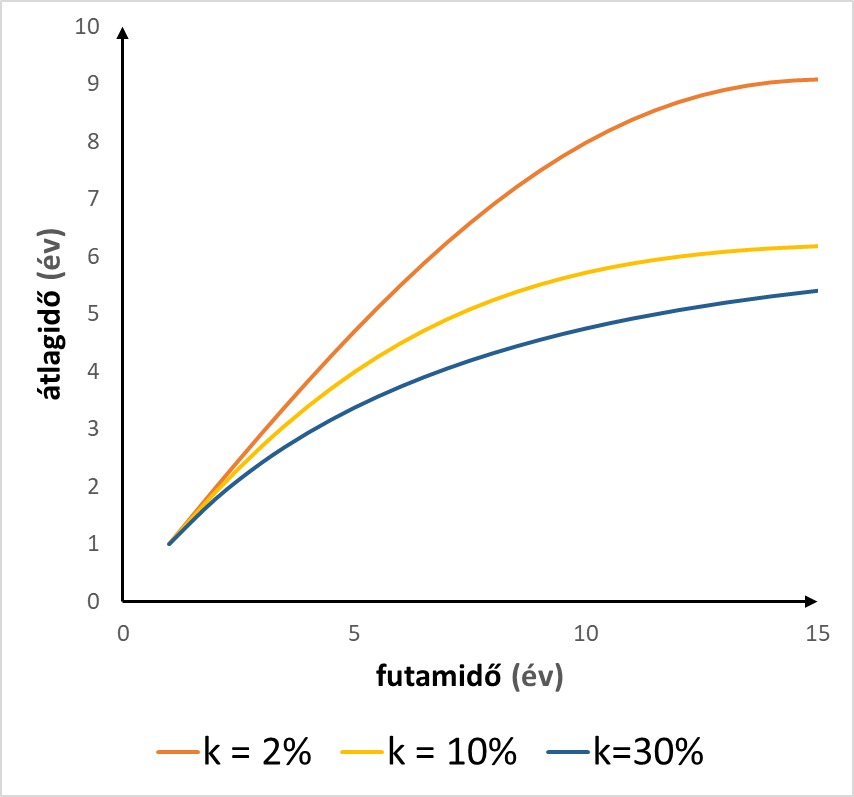 10
9
8
7
6
5
4
3
2
1
0
átlagidő (év)
0 5 10 15
futamidő (év)
k = 2% k = 10% k=30%